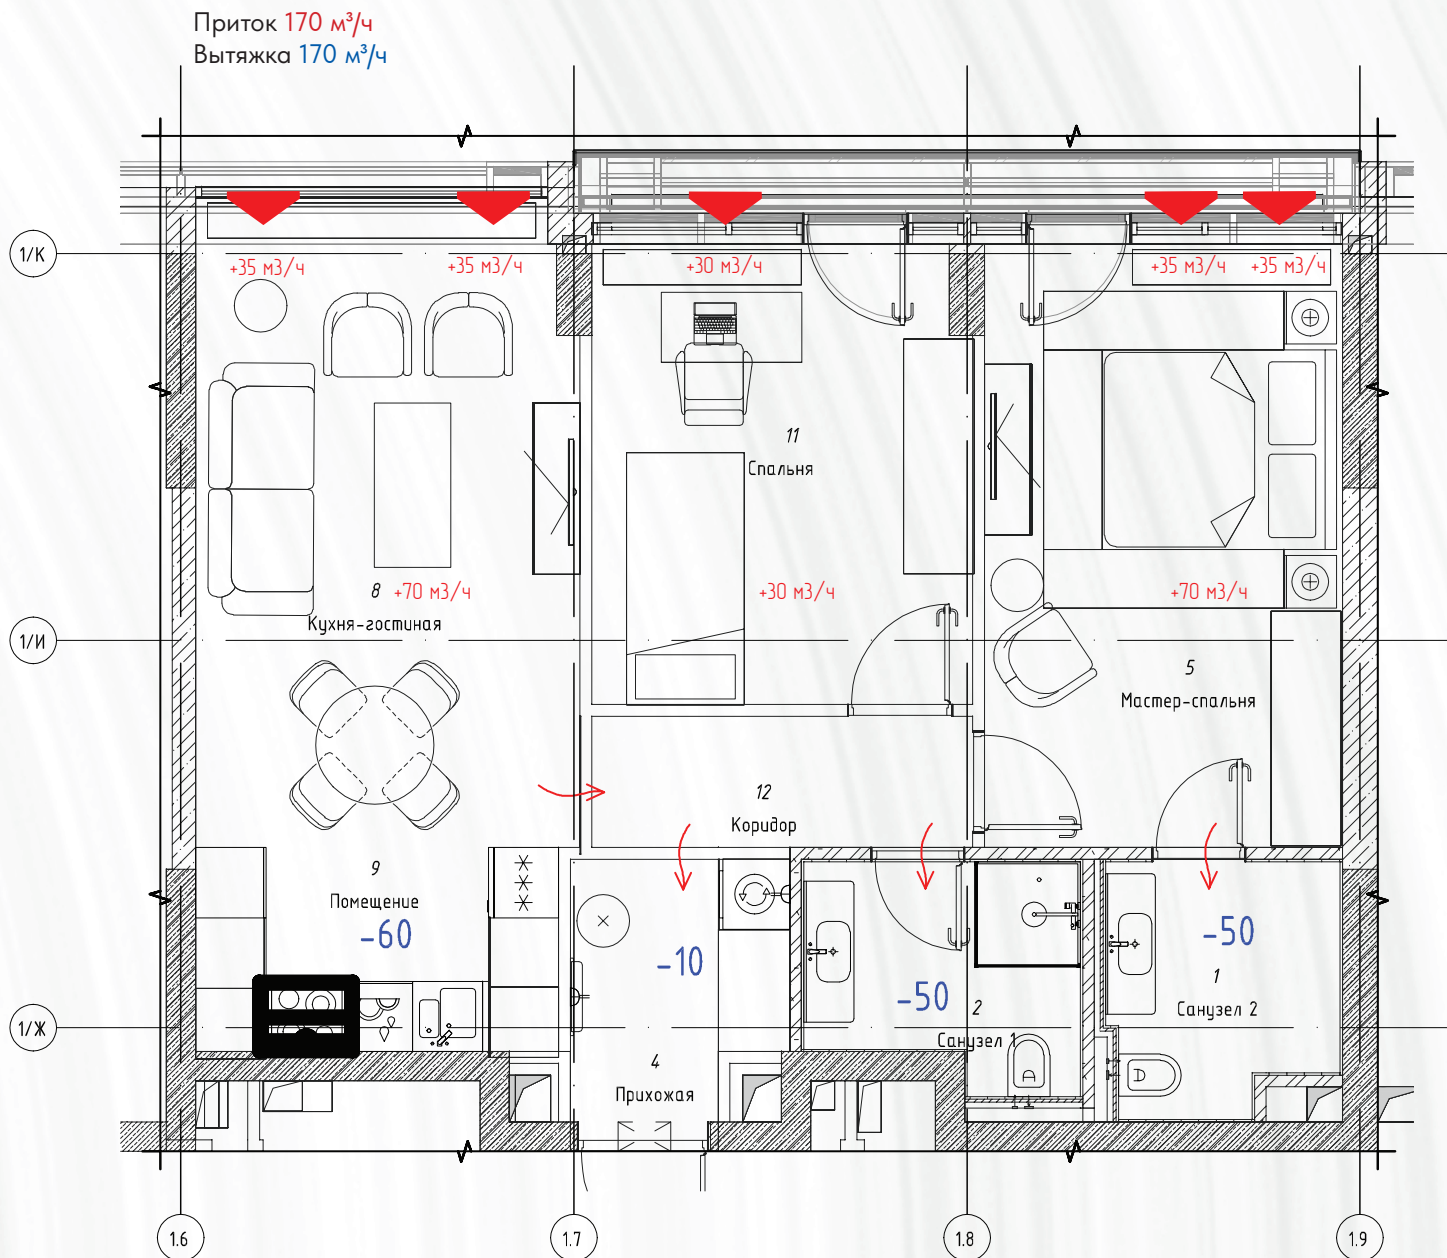 Приток 170 м³/ч
Вытяжка 170 м³/ч
1/К
+35 м3/ч
+35 м3/ч
+30 м3/ч
+35 м3/ч
+35 м3/ч
11
Спальня
8 +70 м3/ч
Кухня-гостиная
+30 м3/ч
+70 м3/ч
1/И
5
Мастер-спальня
12
Коридор
9
Помещение
-60
-10
-50
-50
1
Санузел 2
2
Санузел 1
1/Ж
4
Прихожая
1.6
1.7
1.8
1.9